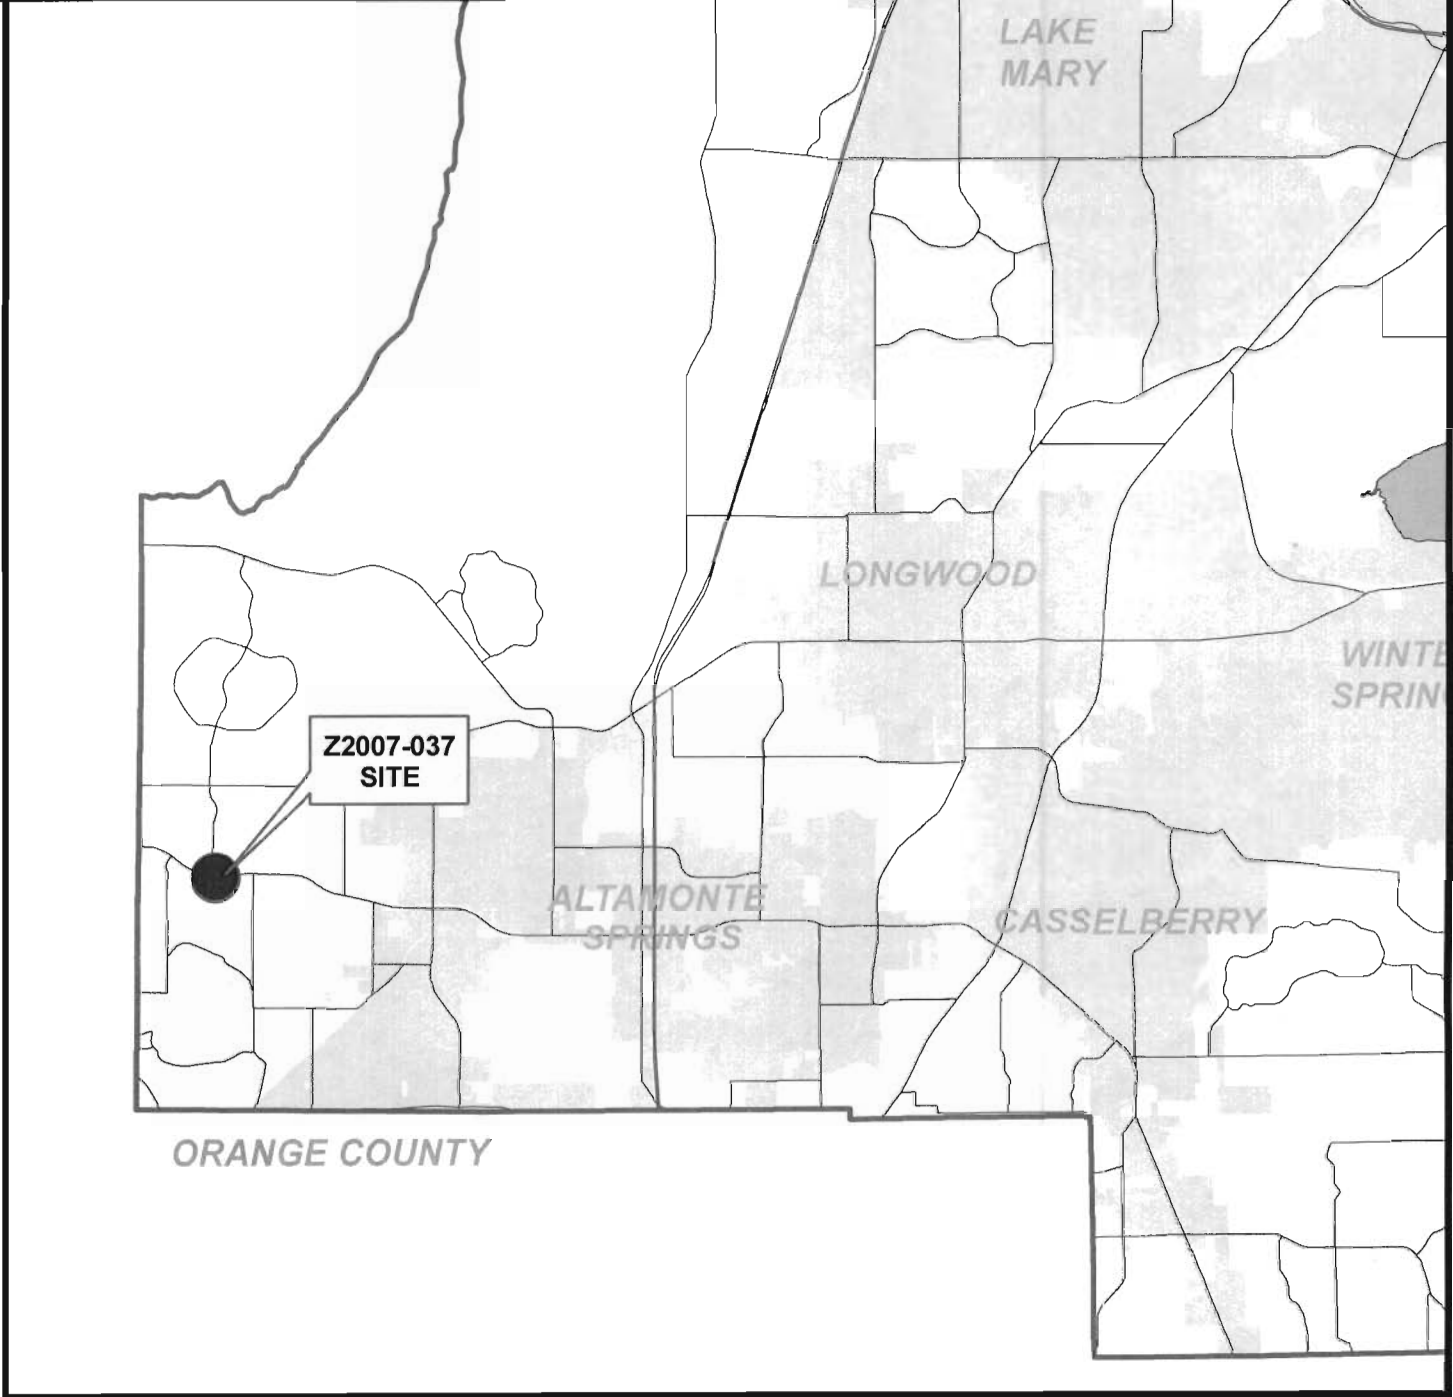 LAKE
MARY
LONGWOOD
WINTE
SPRIN
Z2007-037
SITE
ALTAMONTE
SPRINGS
CASSELBERRY
ORANGE COUNTY